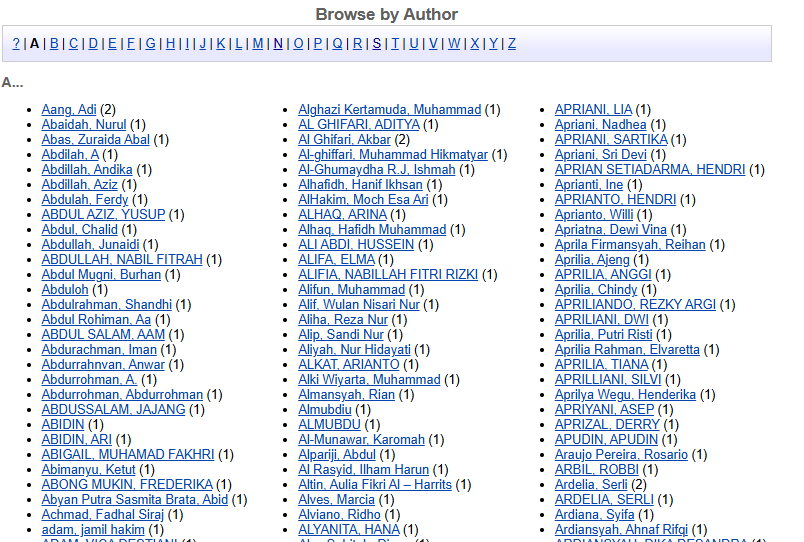 Browse by Author
? | A | B | C | D | E | F | G | H | I | J | K | L | M | N | O | P | Q | R | S | T | U | V | W | X | Y | Z
A...
Aang, Adi (2)
Abaidah, Nurul (1)
Abas, Zuraida Abal (1)
Abdilah, A (1)
Abdillah, Andika (1)
Abdillah, Aziz (1)
Abdulah, Ferdy (1)
ABDUL AZIZ, YUSUP (1)
Abdul, Chalid (1)
Abdullah, Junaidi (1)
ABDULLAH, NABIL FITRAH (1)
Abdul Mugni, Burhan (1)
Abduloh (1)
Abdulrahman, Shandhi (1)
Abdul Rohiman, Aa (1)
ABDUL SALAM, AAM (1)
Abdurachman, Iman (1)
Abdurrahnvan, Anwar (1)
Abdurrohman, A. (1)
Abdurrohman, Abdurrohman (1)
ABDUSSALAM, JAJANG (1)
ABIDIN (1)
ABIDIN, ARI (1)
ABIGAIL, MUHAMAD FAKHRI (1)
Abimanyu, Ketut (1)
ABONG MUKIN, FREDERIKA (1)
Abyan Putra Sasmita Brata, Abid (1)
Achmad, Fadhal Siraj (1)
adam, jamil hakim (1)
Alghazi Kertamuda, Muhammad (1)
AL GHIFARI, ADITYA (1)
Al Ghifari, Akbar (2)
Al-ghiffari, Muhammad Hikmatyar (1)
Al-Ghumaydha R.J, Ishmah (1)
Alhafidh, Hanif Ikhsan (1)
AlHakim, Moch Esa Ari (1)
ALHAQ, ARINA (1)
Alhaq, Hafidh Muhammad (1)
ALI ABDI, HUSSEIN (1)
ALIFA, ELMA (1)
ALIFIA, NABILLAH FITRI RIZKI (1)
Alifun, Muhammad (1)
Alif, Wulan Nisari Nur (1)
Aliha, Reza Nur (1)
Alip, Sandi Nur (1)
Aliyah, Nur Hidayati (1)
ALKAT, ARIANTO (1)
Alki Wiyarta, Muhammad (1)
Almansyah, Rian (1)
Almubdiu (1)
ALMUBDU (1)
Al-Munawar, Karomah (1)
Alpariji, Abdul (1)
Al Rasyid, Ilham Harun (1)
Altin, Aulia Fikri Al – Harrits (1)
Alves, Marcia (1)
Alviano, Ridho (1)
ALYANITA, HANA (1)
APRIANI, LIA (1)
Apriani, Nadhea (1)
APRIANI, SARTIKA (1)
Apriani, Sri Devi (1)
APRIAN SETIADARMA, HENDRI (1)
Aprianti, Ine (1)
APRIANTO, HENDRI (1)
Aprianto, Willi (1)
Apriatna, Dewi Vina (1)
Aprila Firmansyah, Reihan (1)
Aprilia, Ajeng (1)
APRILIA, ANGGI (1)
Aprilia, Chindy (1)
APRILIANDO, REZKY ARGI (1)
APRILIANI, DWI (1)
Aprilia, Putri Risti (1)
Aprilia Rahman, Elvaretta (1)
APRILIA, TIANA (1)
APRILLIANI, SILVI (1)
Aprilya Wegu, Henderika (1)
APRIYANI, ASEP (1)
APRIZAL, DERRY (1)
APUDIN, APUDIN (1)
Araujo Pereira, Rosario (1)
ARBIL, ROBBI (1)
Ardelia, Serli (2)
ARDELIA, SERLI (1)
Ardiana, Syifa (1)
Ardiansyah, Ahnaf Rifqi (1)